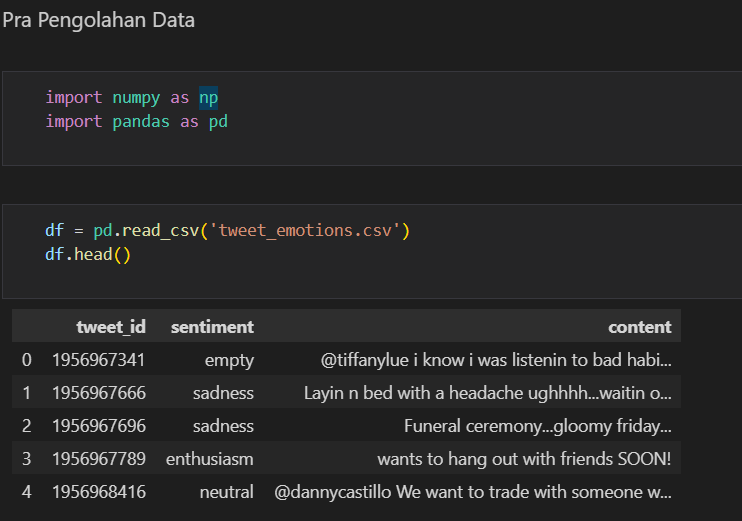 Pra Pengolahan Data
import numpy as np
import pandas as pd
df = pd.read_csv('tweet_emotions.csv')
df.head()
tweet_id sentiment content
0 1956967341 empty @tiffanylue i know i was listenin to bad habi...
1 1956967666 sadness Layin n bed with a headache ughhhh...waitin o...
2 1956967696 sadness Funeral ceremony...gloomy friday...
3 1956967789 enthusiasm wants to hang out with friends SOON!
4 1956968416 neutral @dannycastillo We want to trade with someone w...